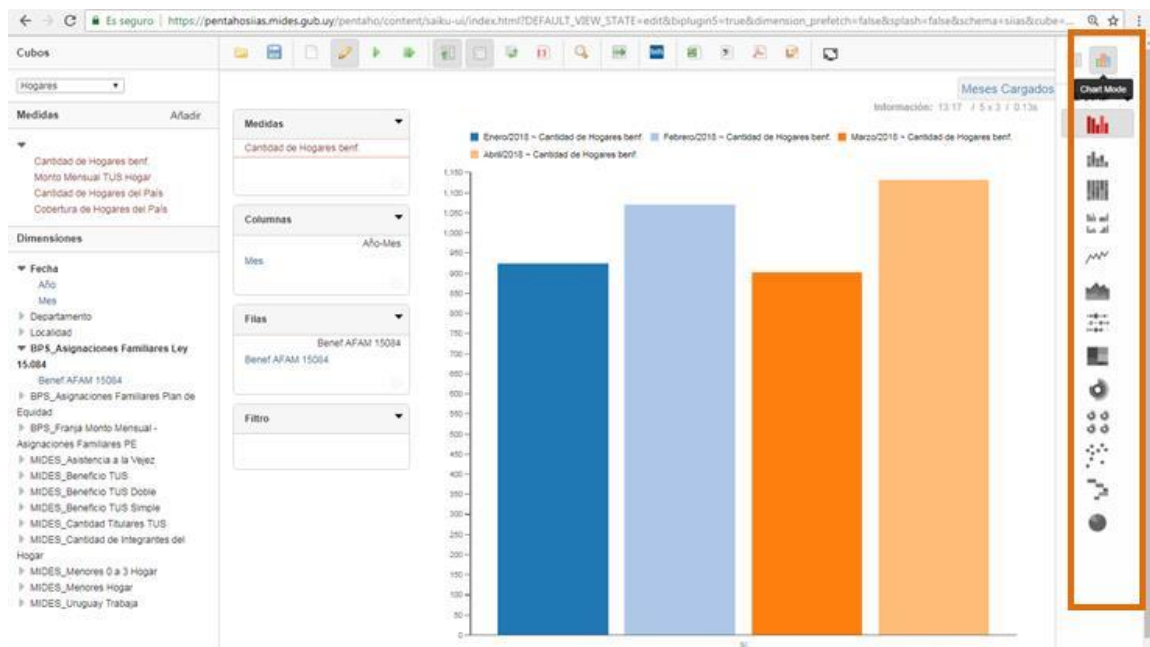 Es seguro | https://pentahosiias.mides.gub.uy/pentaho/content/saiku-ui/index.html?DEFAULT_VIEW_STATE=edit&biplugin5=true&dimension_prefetch=false&splash=false&schema=siias&cube=...
Cubos
Hogares
Medidas Añadir
Cantidad de Hogares benf.
Monto Mensual TUS Hogar
Cantidad de Hogares del País
Cobertura de Hogares del País
Dimensiones
Fecha
Año
Mes
Departamento
Localidad
BPS_Asignaciones Familiares Ley
15.084
Benef AFAM 15084
BPS_Asignaciones Familiares Plan de
Equidad
BPS_Franja Monto Mensual -
Asignaciones Familiares PE
MIDES_Asistencia a la Vejez
MIDES_Beneficio TUS
MIDES_Beneficio TUS Doble
MIDES_Beneficio TUS Simple
MIDES_Cantidad Titulares TUS
MIDES_Cantidad de Integrantes del
Hogar
MIDES_Menores 0 a 3 Hogar
MIDES_Menores Hogar
MIDES_Uruguay Trabaja
Medidas
Cantidad de Hogares benf.
Columnas
Año-Mes
Mes
Filas
Benef AFAM 15084
Benef AFAM 15084
Filtro
Meses Cargados
Información: 13:17 / 5 x 3 / 0.13s
Chart Mode
Enero/2018 ~ Cantidad de Hogares benf. Febrero/2018 ~ Cantidad de Hogares benf. Marzo/2018 ~ Cantidad de Hogares benf.
Abril/2018 ~ Cantidad de Hogares benf.
1,150
1,100
1,050
1,000
950
900
850
800
750
700
650
600
550
500
450
400
350
300
250
200
150
100
50
0